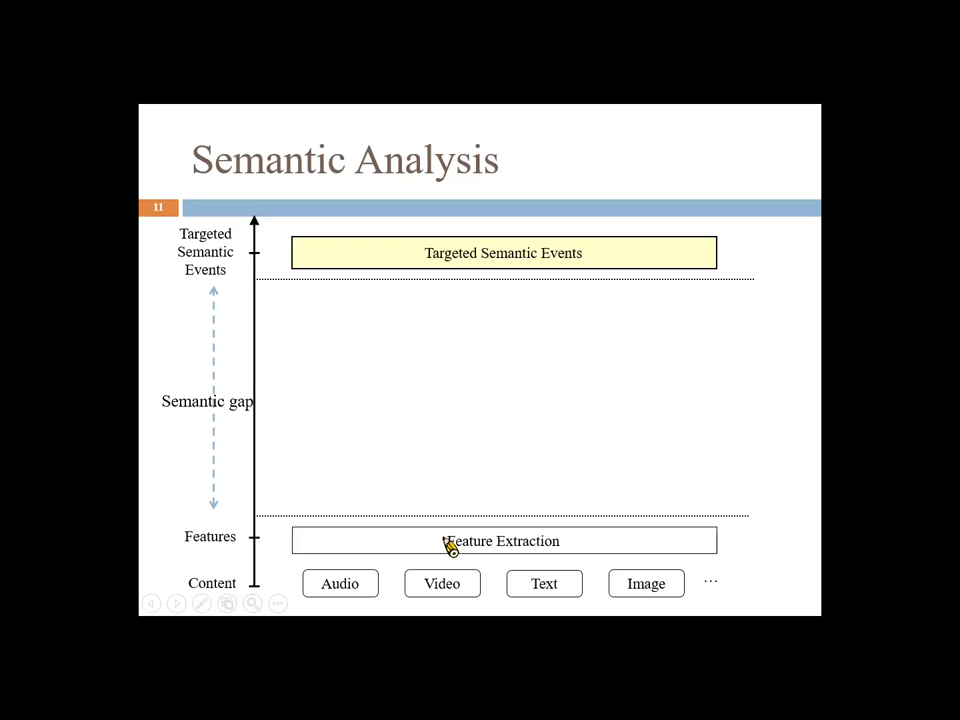 Semantic Analysis
11
Targeted
Semantic
Events
Targeted Semantic Events
Semantic gap
Features
Feature Extraction
Content
Audio
Video
Text
Image
...